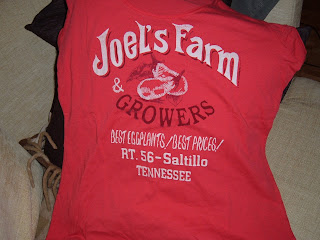 Joel's Farm
&
GROWERS
BEST EGGPLANTS/BEST PRICES/
RT. 56-Saltillo
TENNESSEE